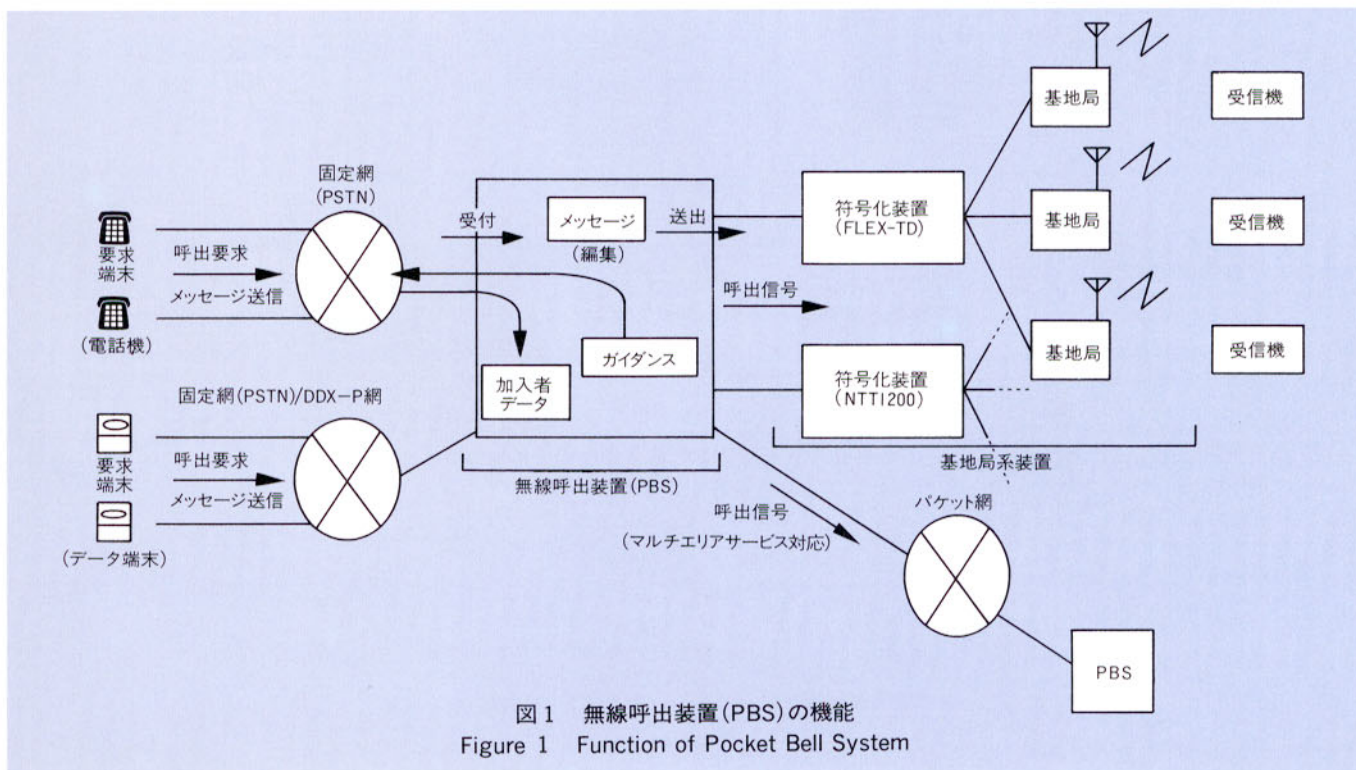 固定網
(PSTN)
要求
端末
呼出要求
メッセージ送信
(電話機)
固定網(PSTN)/DDX-P網
要求
端末
呼出要求
メッセージ送信
(データ端末)
受付
メッセージ
(編集)
送出
ガイダンス
加入者
データ
無線呼出装置(PBS)
呼出信号
符号化装置
(FLEX-TD)
符号化装置
(NTT1200)
基地局
受信機
基地局
受信機
基地局
受信機
基地局系装置
呼出信号
(マルチエリアサービス対応)
パケット網
PBS
図1 無線呼出装置(PBS)の機能
Figure 1 Function of Pocket Bell System